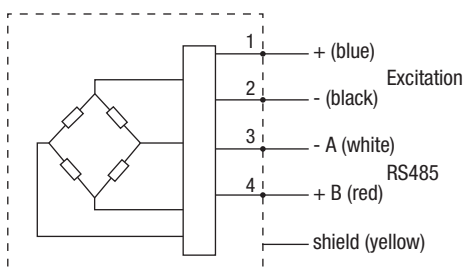 1 + (blue)
Excitation
2 - (black)
3 - A (white)
RS485
4 + B (red)
shield (yellow)